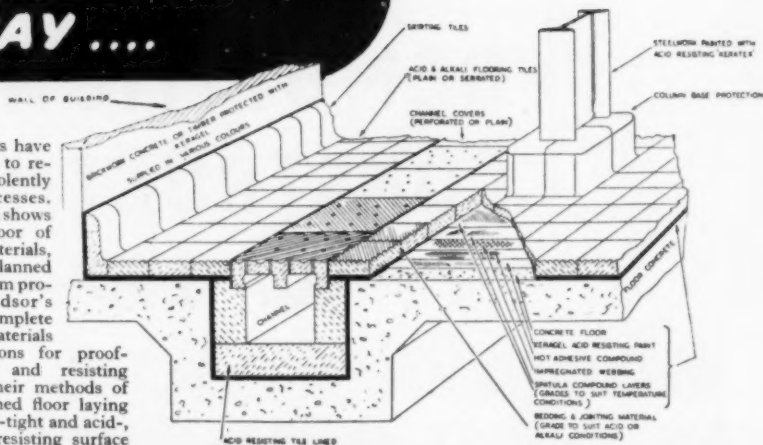 AY ....
SKIRTING TILES
STEELWORK PAINTED WITH
ACID RESISTING 'KERATEX'
ACID & ALKALI FLOORING TILES
(PLAIN OR SERRATED)
WALL OF BUILDING
COLUMN BASE PROTECTION
CHANNEL COVERS
(PERFORATED OR PLAIN)
BRICKWORK CONCRETE OR TIMBER PROTECTED WITH
KERAGEL
SUPPLIED IN VARIOUS COLOURS
s have
to re-
olently
cesses.
shows
oor of
terials,
lanned
m pro-
dsor's
mplete
aterials
ons for proof-
and resisting
heir methods of
ned floor laying
-tight and acid-,
resisting surface
CHANNEL
FLOOR CONCRETE
CONCRETE FLOOR
KERAGEL ACID RESISTING PAINT
HOT ADHESIVE COMPOUND
IMPREGNATED WEBBING
SPATULA COMPOUND LAYERS
(GRADES TO SUIT TEMPERATURE
CONDITIONS)
BEDDING & JOINTING MATERIAL
(GRADE TO SUIT ACID OR
ALKALI CONDITIONS)
ACID RESISTING TILE LINED